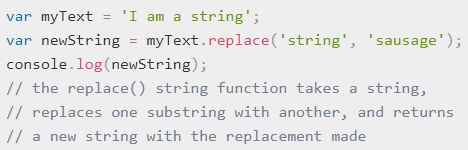 var myText = 'I am a string';
var newString = myText.replace('string', 'sausage');
console.log(newString);
// the replace() string function takes a string,
// replaces one substring with another, and returns
// a new string with the replacement made